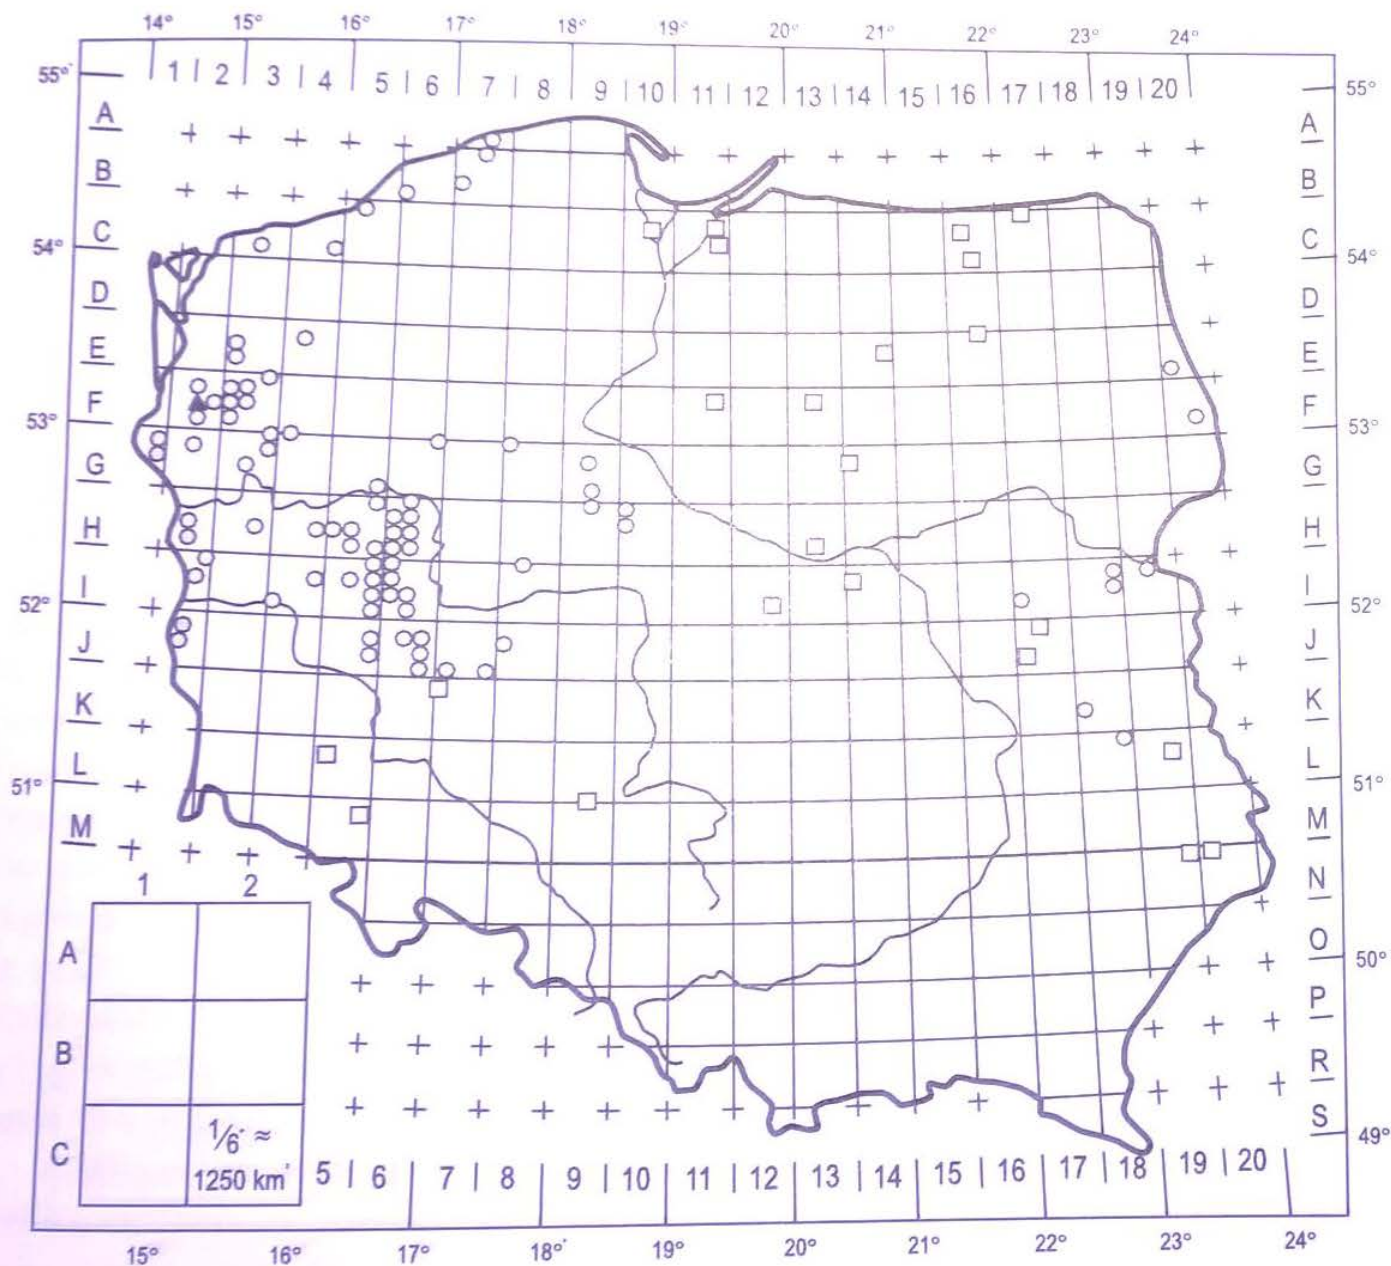 14° 15° 16° 17° 18° 19° 20° 21° 22° 23° 24°
55° 1 | 2 | 3 | 4 | 5 | 6 | 7 | 8 | 9 | 10 | 11 | 12 | 13 | 14 | 15 | 16 | 17 | 18 | 19 | 20 55°
A A
B B
54° C C 54°
D D
E E
53° F F 53°
G G
H H
52° I I 52°
J J
K K
51° L L 51°
M M
1 2 N
A O 50°
P
B R
C 1/6 ≈ S 49°
1250 km
5 | 6 | 7 | 8 | 9 | 10 | 11 | 12 | 13 | 14 | 15 | 16 | 17 | 18 | 19 | 20
15° 16° 17° 18° 19° 20° 21° 22° 23° 24°